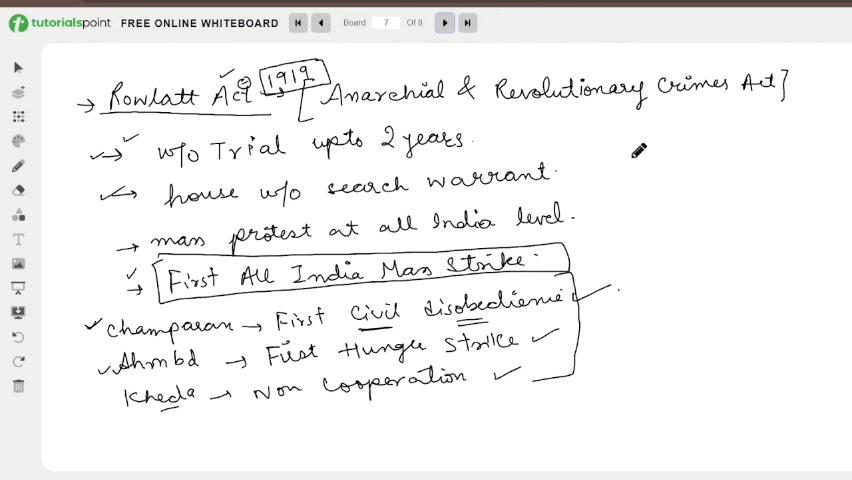 tutorialspoint FREE ONLINE WHITEBOARD Board 7 Of 8
→ Rowlatt Act → 1919 [Anarchial & Revolutionary Crimes Act]
→ w/o Trial upto 2 years.
→ house w/o search warrant.
→ mass protest at all India level.
→ First All India Mass Strike.
Champaran → First Civil disobedience
Ahmbd → First Hunger Strike
Kheda → Non Cooperation